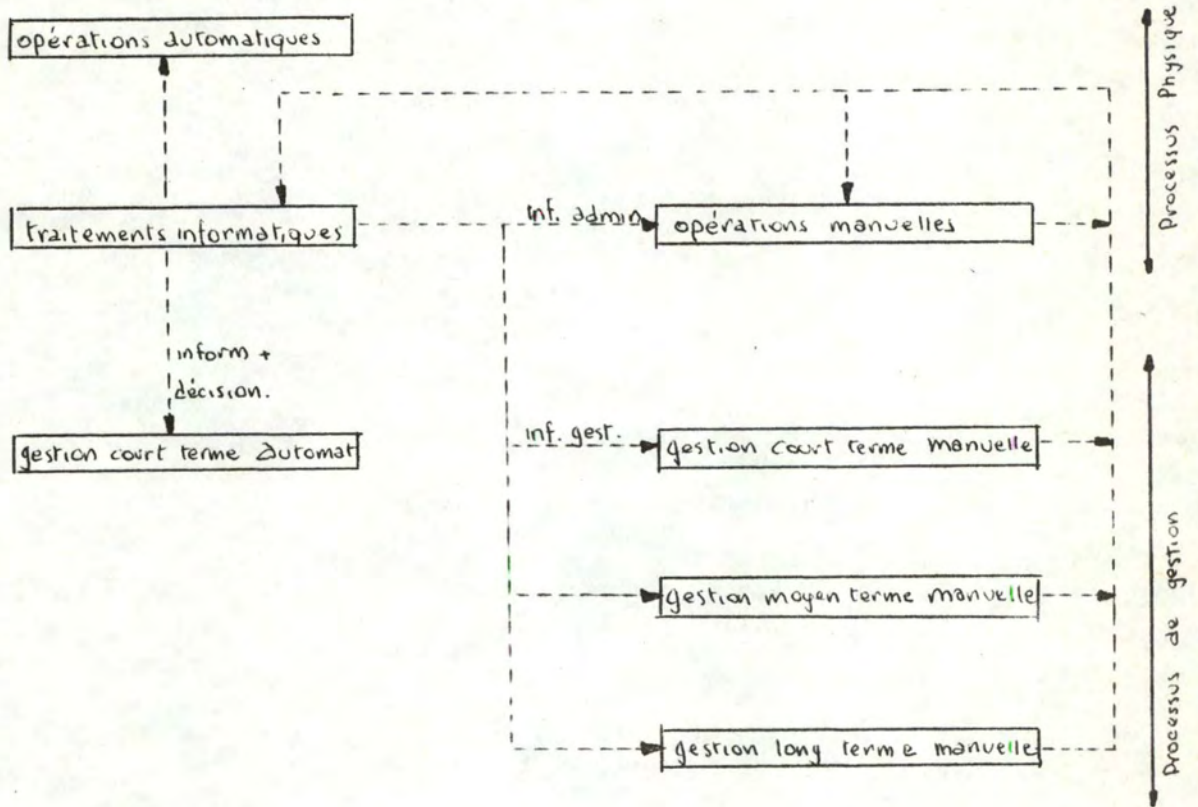 opérations automatiques
Processus Physique
traitements informatiques
inf. admin.
opérations manuelles
inform +
décision.
gestion court terme automat
inf. gest.
gestion court terme manuelle
gestion moyen terme manuelle
Processus de gestion
gestion long terme manuelle